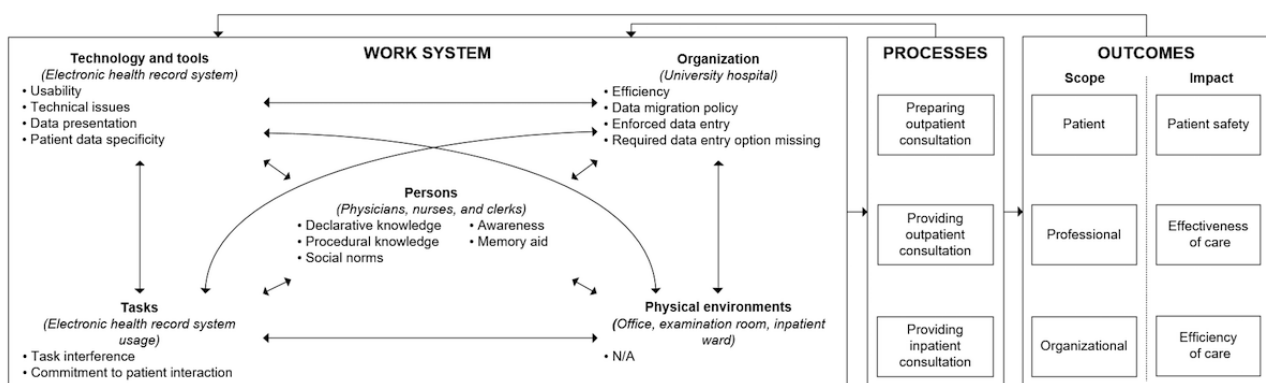 WORK SYSTEM
Technology and tools
(Electronic health record system)
• Usability
• Technical issues
• Data presentation
• Patient data specificity
Organization
(University hospital)
• Efficiency
• Data migration policy
• Enforced data entry
• Required data entry option missing
Persons
(Physicians, nurses, and clerks)
• Declarative knowledge
• Procedural knowledge
• Social norms
• Awareness
• Memory aid
Tasks
(Electronic health record system
usage)
• Task interference
• Commitment to patient interaction
Physical environments
(Office, examination room, inpatient
ward)
• N/A
PROCESSES
Preparing
outpatient
consultation
Providing
outpatient
consultation
Providing
inpatient
consultation
OUTCOMES
Scope
Impact
Patient
Patient safety
Professional
Effectiveness
of care
Organizational
Efficiency
of care